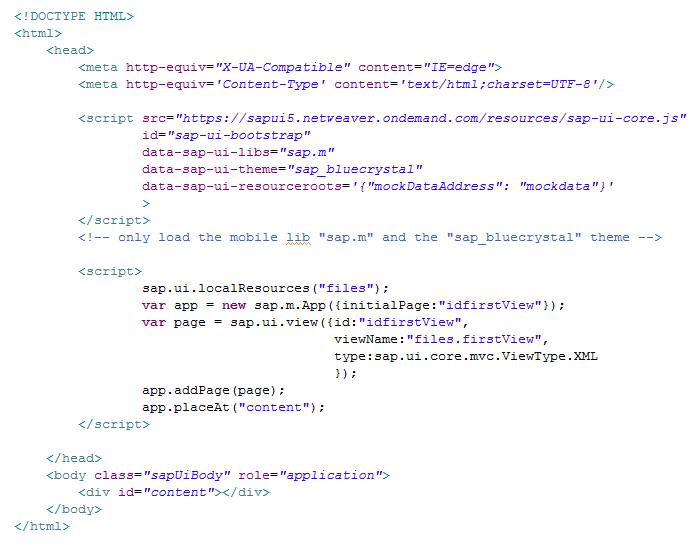 <!DOCTYPE HTML>
<html>
    <head>
        <meta http-equiv="X-UA-Compatible" content="IE=edge">
        <meta http-equiv='Content-Type' content='text/html;charset=UTF-8'/>

        <script src="https://sapui5.netweaver.ondemand.com/resources/sap-ui-core.js"
                id="sap-ui-bootstrap"
                data-sap-ui-libs="sap.m"
                data-sap-ui-theme="sap_bluecrystal"
                data-sap-ui-resourceroots='{"mockDataAddress": "mockdata"}'
                >
        </script>
        <!-- only load the mobile lib "sap.m" and the "sap_bluecrystal" theme -->

        <script>
                sap.ui.localResources("files");
                var app = new sap.m.App({initialPage:"idfirstView"});
                var page = sap.ui.view({id:"idfirstView",
                                        viewName:"files.firstView",
                                        type:sap.ui.core.mvc.ViewType.XML
                                        });
                app.addPage(page);
                app.placeAt("content");
        </script>

    </head>
    <body class="sapUiBody" role="application">
        <div id="content"></div>
    </body>
</html>